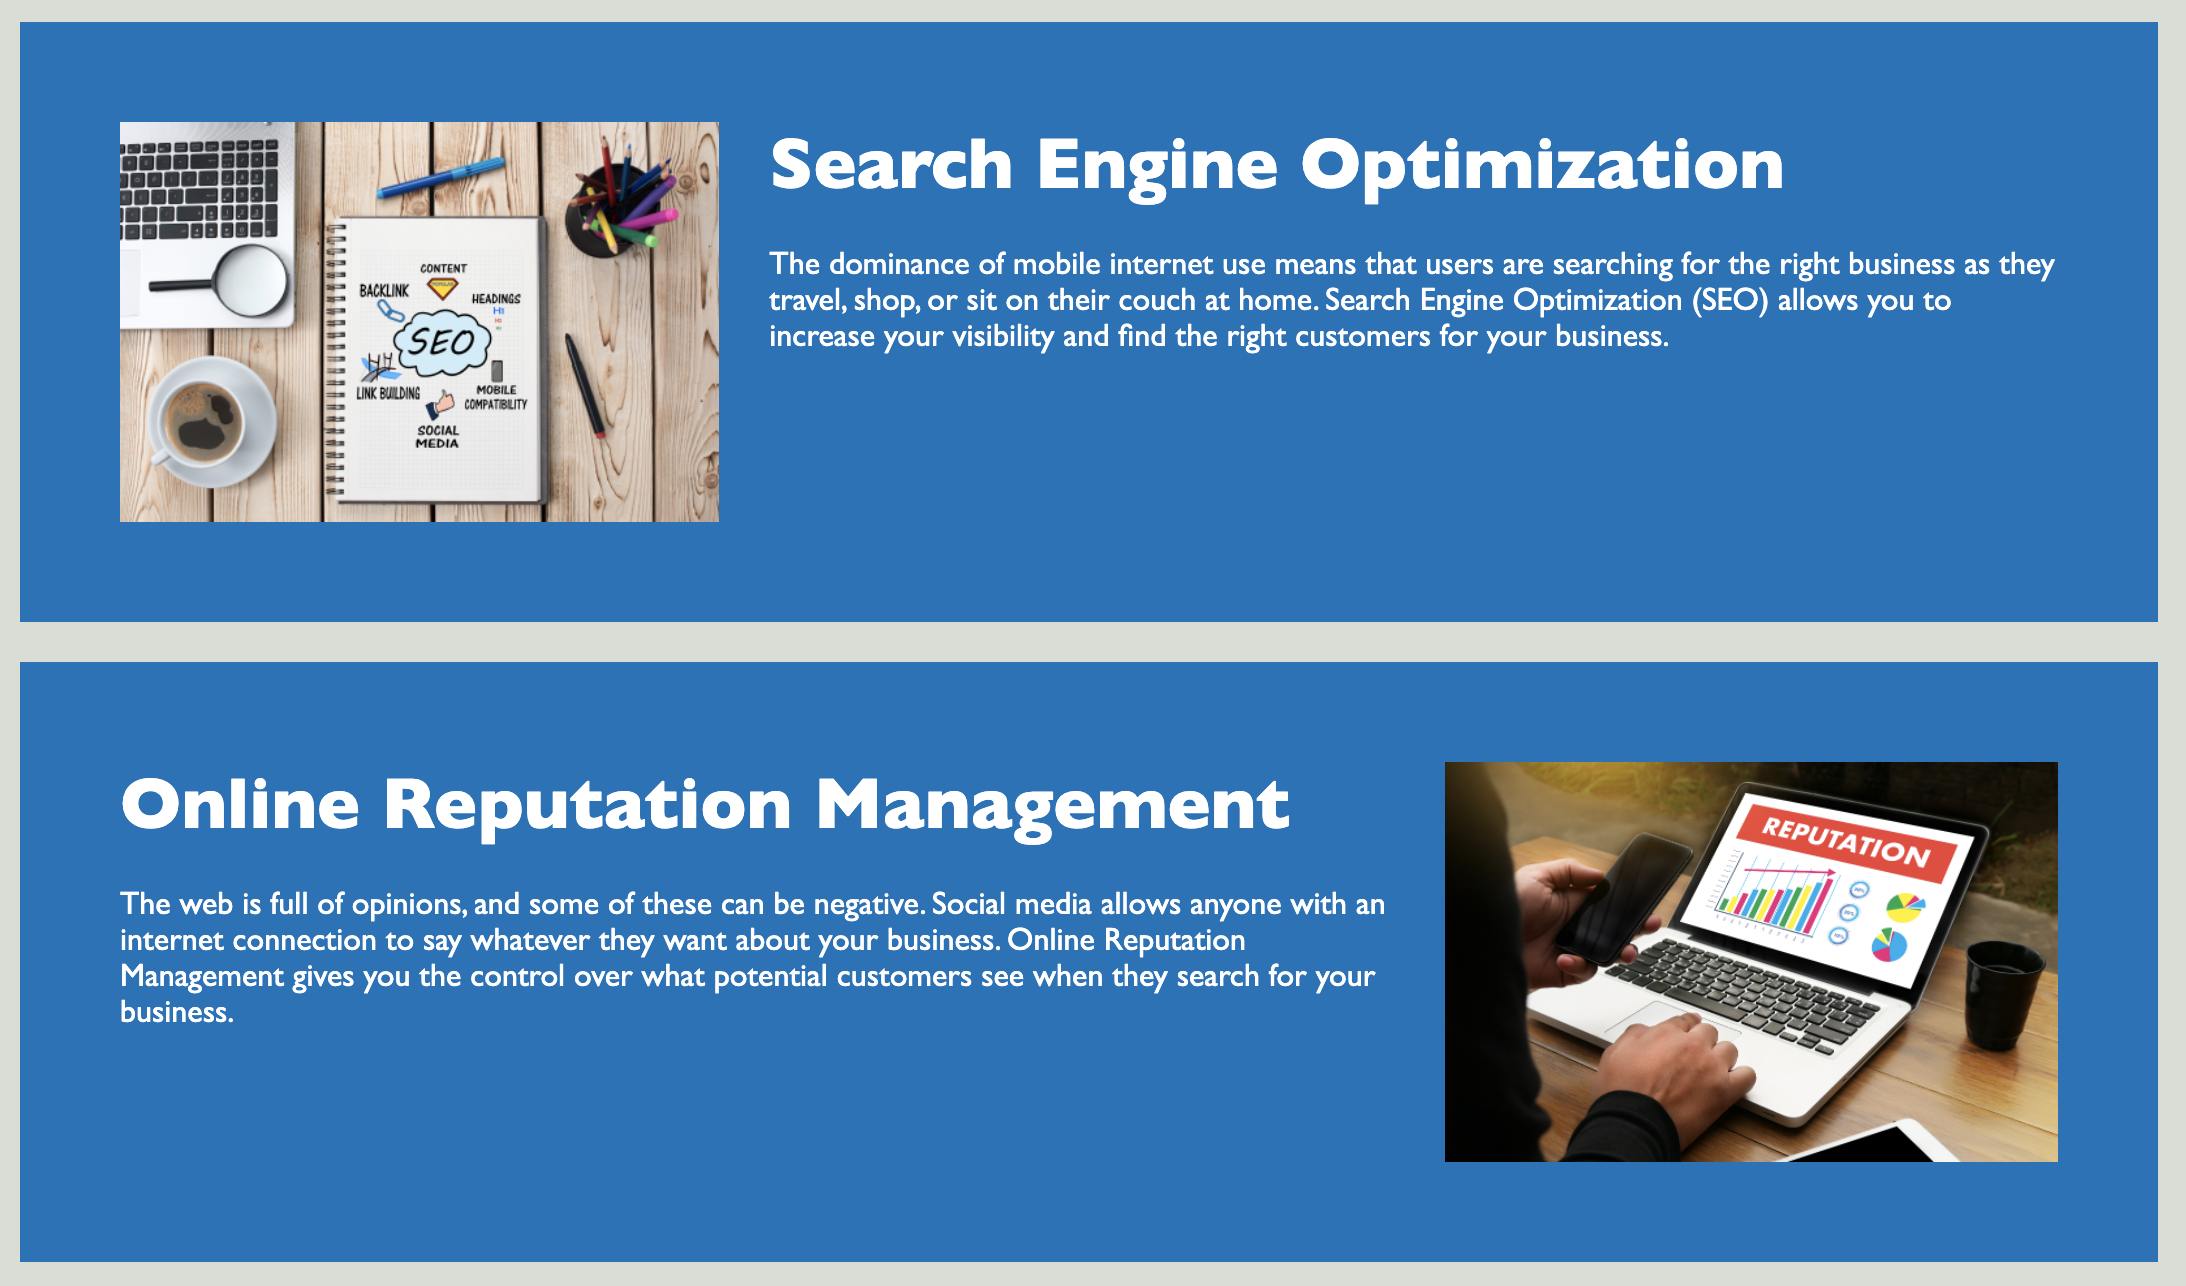 Search Engine Optimization
The dominance of mobile internet use means that users are searching for the right business as they
travel, shop, or sit on their couch at home. Search Engine Optimization (SEO) allows you to
increase your visibility and find the right customers for your business.
CONTENT
BACKLINK
HEADINGS
H1
SEO
LINK BUILDING
MOBILE
COMPATIBILITY
SOCIAL
MEDIA
Online Reputation Management
The web is full of opinions, and some of these can be negative. Social media allows anyone with an
internet connection to say whatever they want about your business. Online Reputation
Management gives you the control over what potential customers see when they search for your
business.
REPUTATION